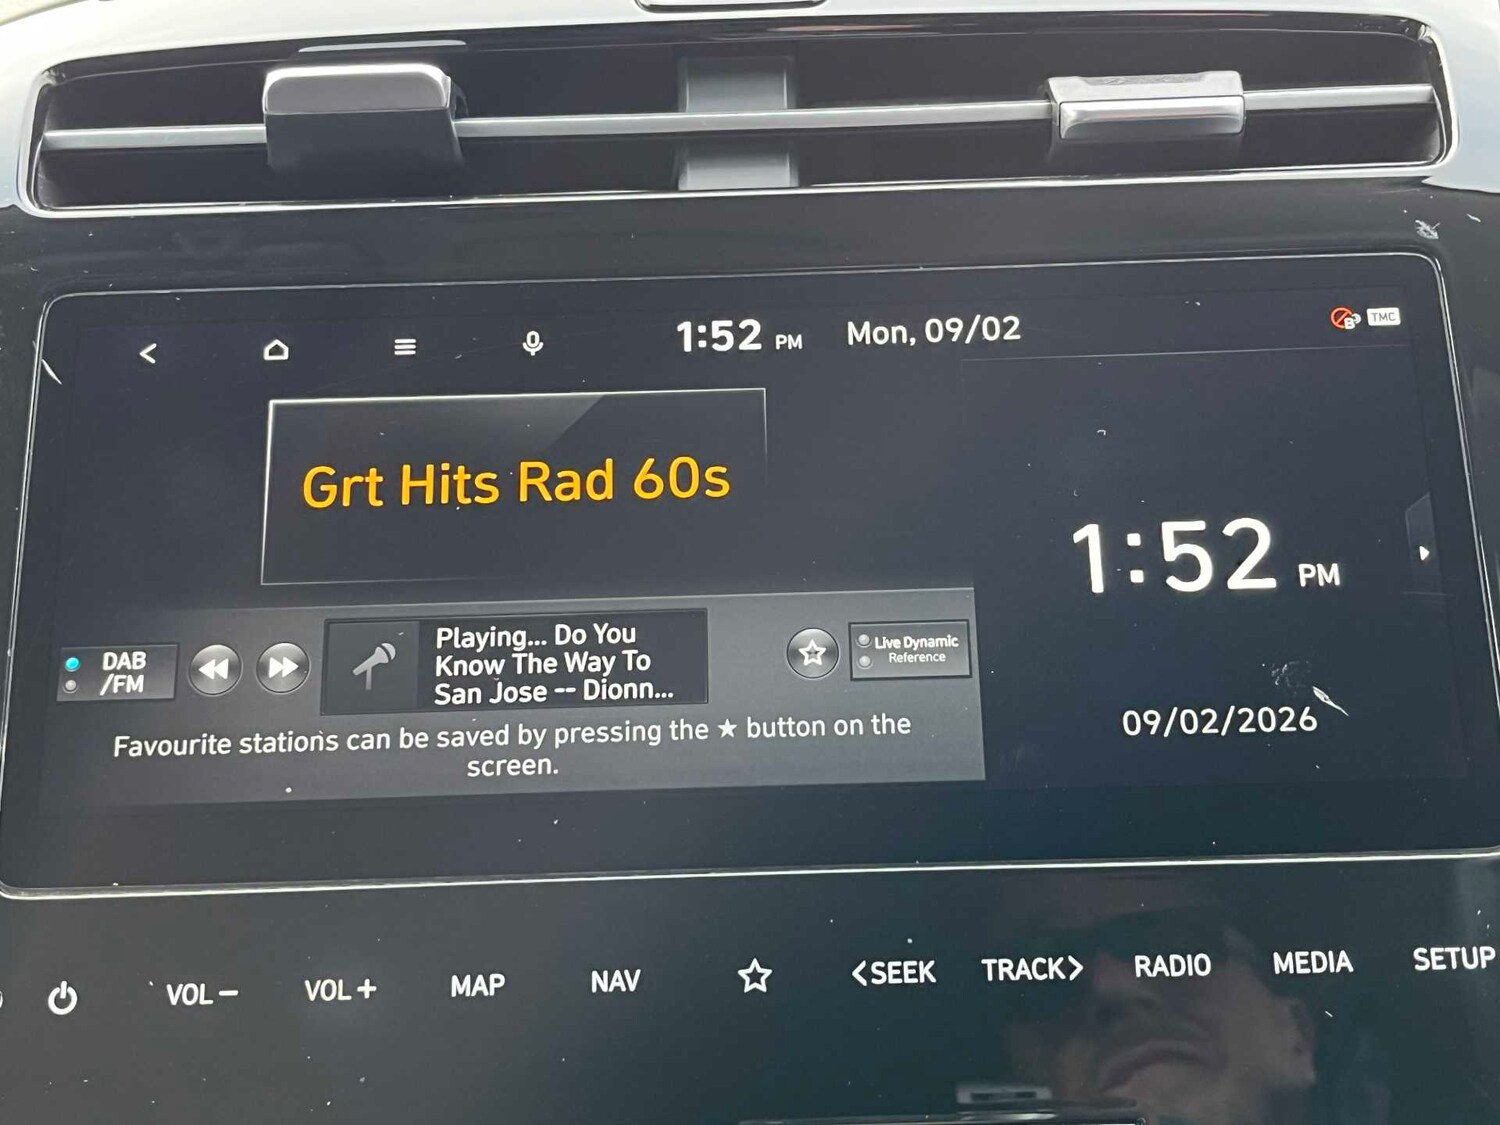 1:52 PM Mon, 09/02
TMC
Grt Hits Rad 60s
1:52 PM
09/02/2026
DAB
/FM
Playing... Do You
Know The Way To
San Jose -- Dionn...
Live Dynamic
Reference
Favourite stations can be saved by pressing the ★ button on the
screen.
VOL − VOL + MAP NAV <SEEK TRACK> RADIO MEDIA SETUP